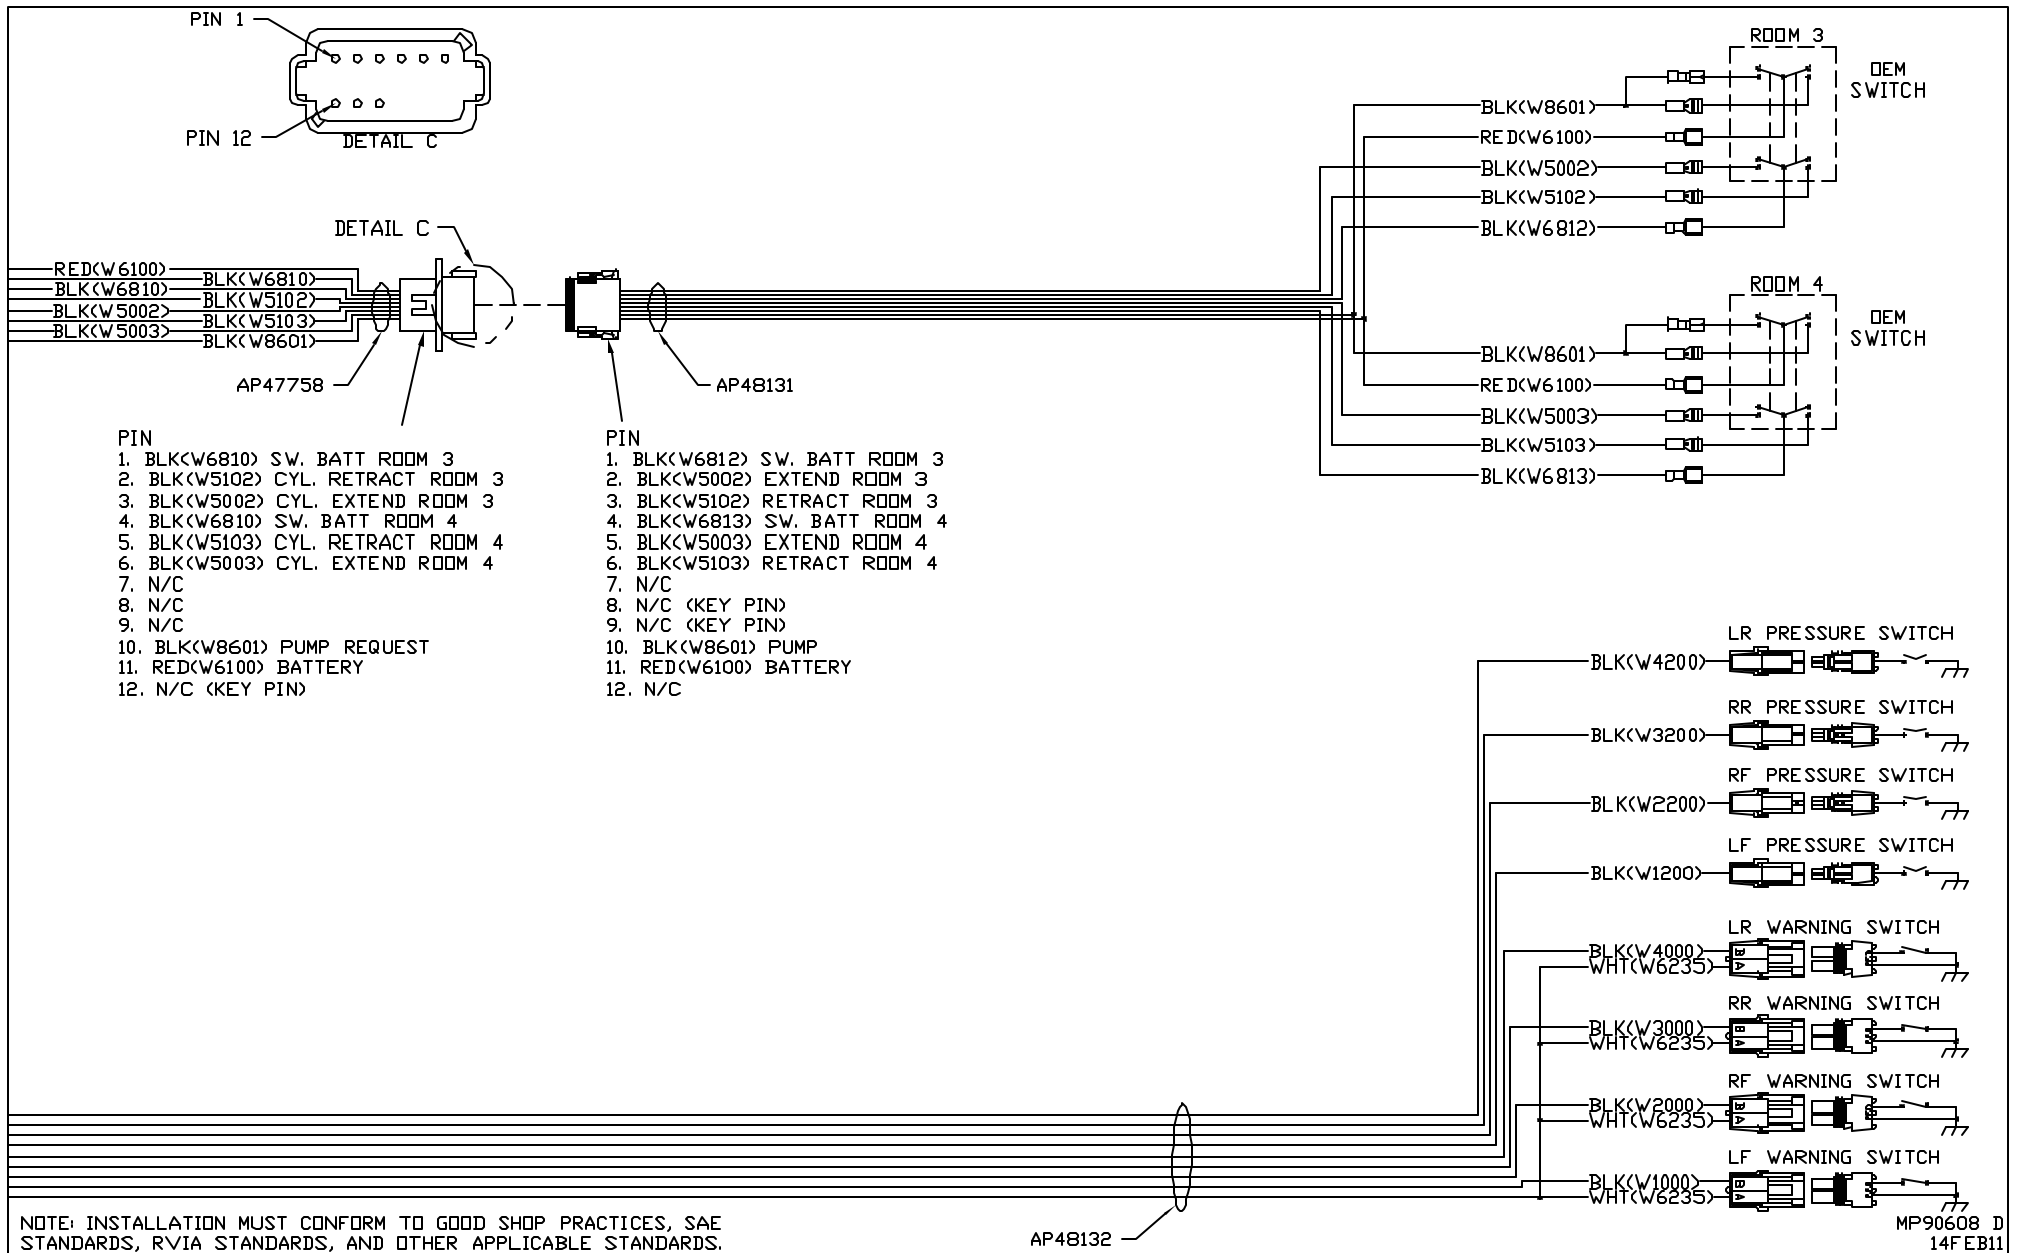 PIN 1
PIN 12
DETAIL C
ROOM 3
OEM
SWITCH
BLK(W8601)
RED(W6100)
BLK(W5002)
BLK(W5102)
BLK(W6812)
DETAIL C
RED(W6100)
BLK(W6810)
BLK(W6810)
BLK(W5102)
BLK(W5002)
BLK(W5103)
BLK(W5003)
BLK(W8601)
AP47758
AP48131
ROOM 4
OEM
SWITCH
BLK(W8601)
RED(W6100)
BLK(W5003)
BLK(W5103)
BLK(W6813)
PIN
1. BLK(W6810) SW. BATT ROOM 3
2. BLK(W5102) CYL. RETRACT ROOM 3
3. BLK(W5002) CYL. EXTEND ROOM 3
4. BLK(W6810) SW. BATT ROOM 4
5. BLK(W5103) CYL. RETRACT ROOM 4
6. BLK(W5003) CYL. EXTEND ROOM 4
7. N/C
8. N/C
9. N/C
10. BLK(W8601) PUMP REQUEST
11. RED(W6100) BATTERY
12. N/C (KEY PIN)
PIN
1. BLK(W6812) SW. BATT ROOM 3
2. BLK(W5002) EXTEND ROOM 3
3. BLK(W5102) RETRACT ROOM 3
4. BLK(W6813) SW. BATT ROOM 4
5. BLK(W5003) EXTEND ROOM 4
6. BLK(W5103) RETRACT ROOM 4
7. N/C
8. N/C (KEY PIN)
9. N/C (KEY PIN)
10. BLK(W8601) PUMP
11. RED(W6100) BATTERY
12. N/C
LR PRESSURE SWITCH
BLK(W4200)
RR PRESSURE SWITCH
BLK(W3200)
RF PRESSURE SWITCH
BLK(W2200)
LF PRESSURE SWITCH
BLK(W1200)
LR WARNING SWITCH
BLK(W4000)
WHT(W6235)
B
A
RR WARNING SWITCH
BLK(W3000)
WHT(W6235)
B
A
RF WARNING SWITCH
BLK(W2000)
WHT(W6235)
B
A
LF WARNING SWITCH
BLK(W1000)
WHT(W6235)
B
A
AP48132
NOTE: INSTALLATION MUST CONFORM TO GOOD SHOP PRACTICES, SAE
STANDARDS, RVIA STANDARDS, AND OTHER APPLICABLE STANDARDS.
MP90608 D
14FEB11